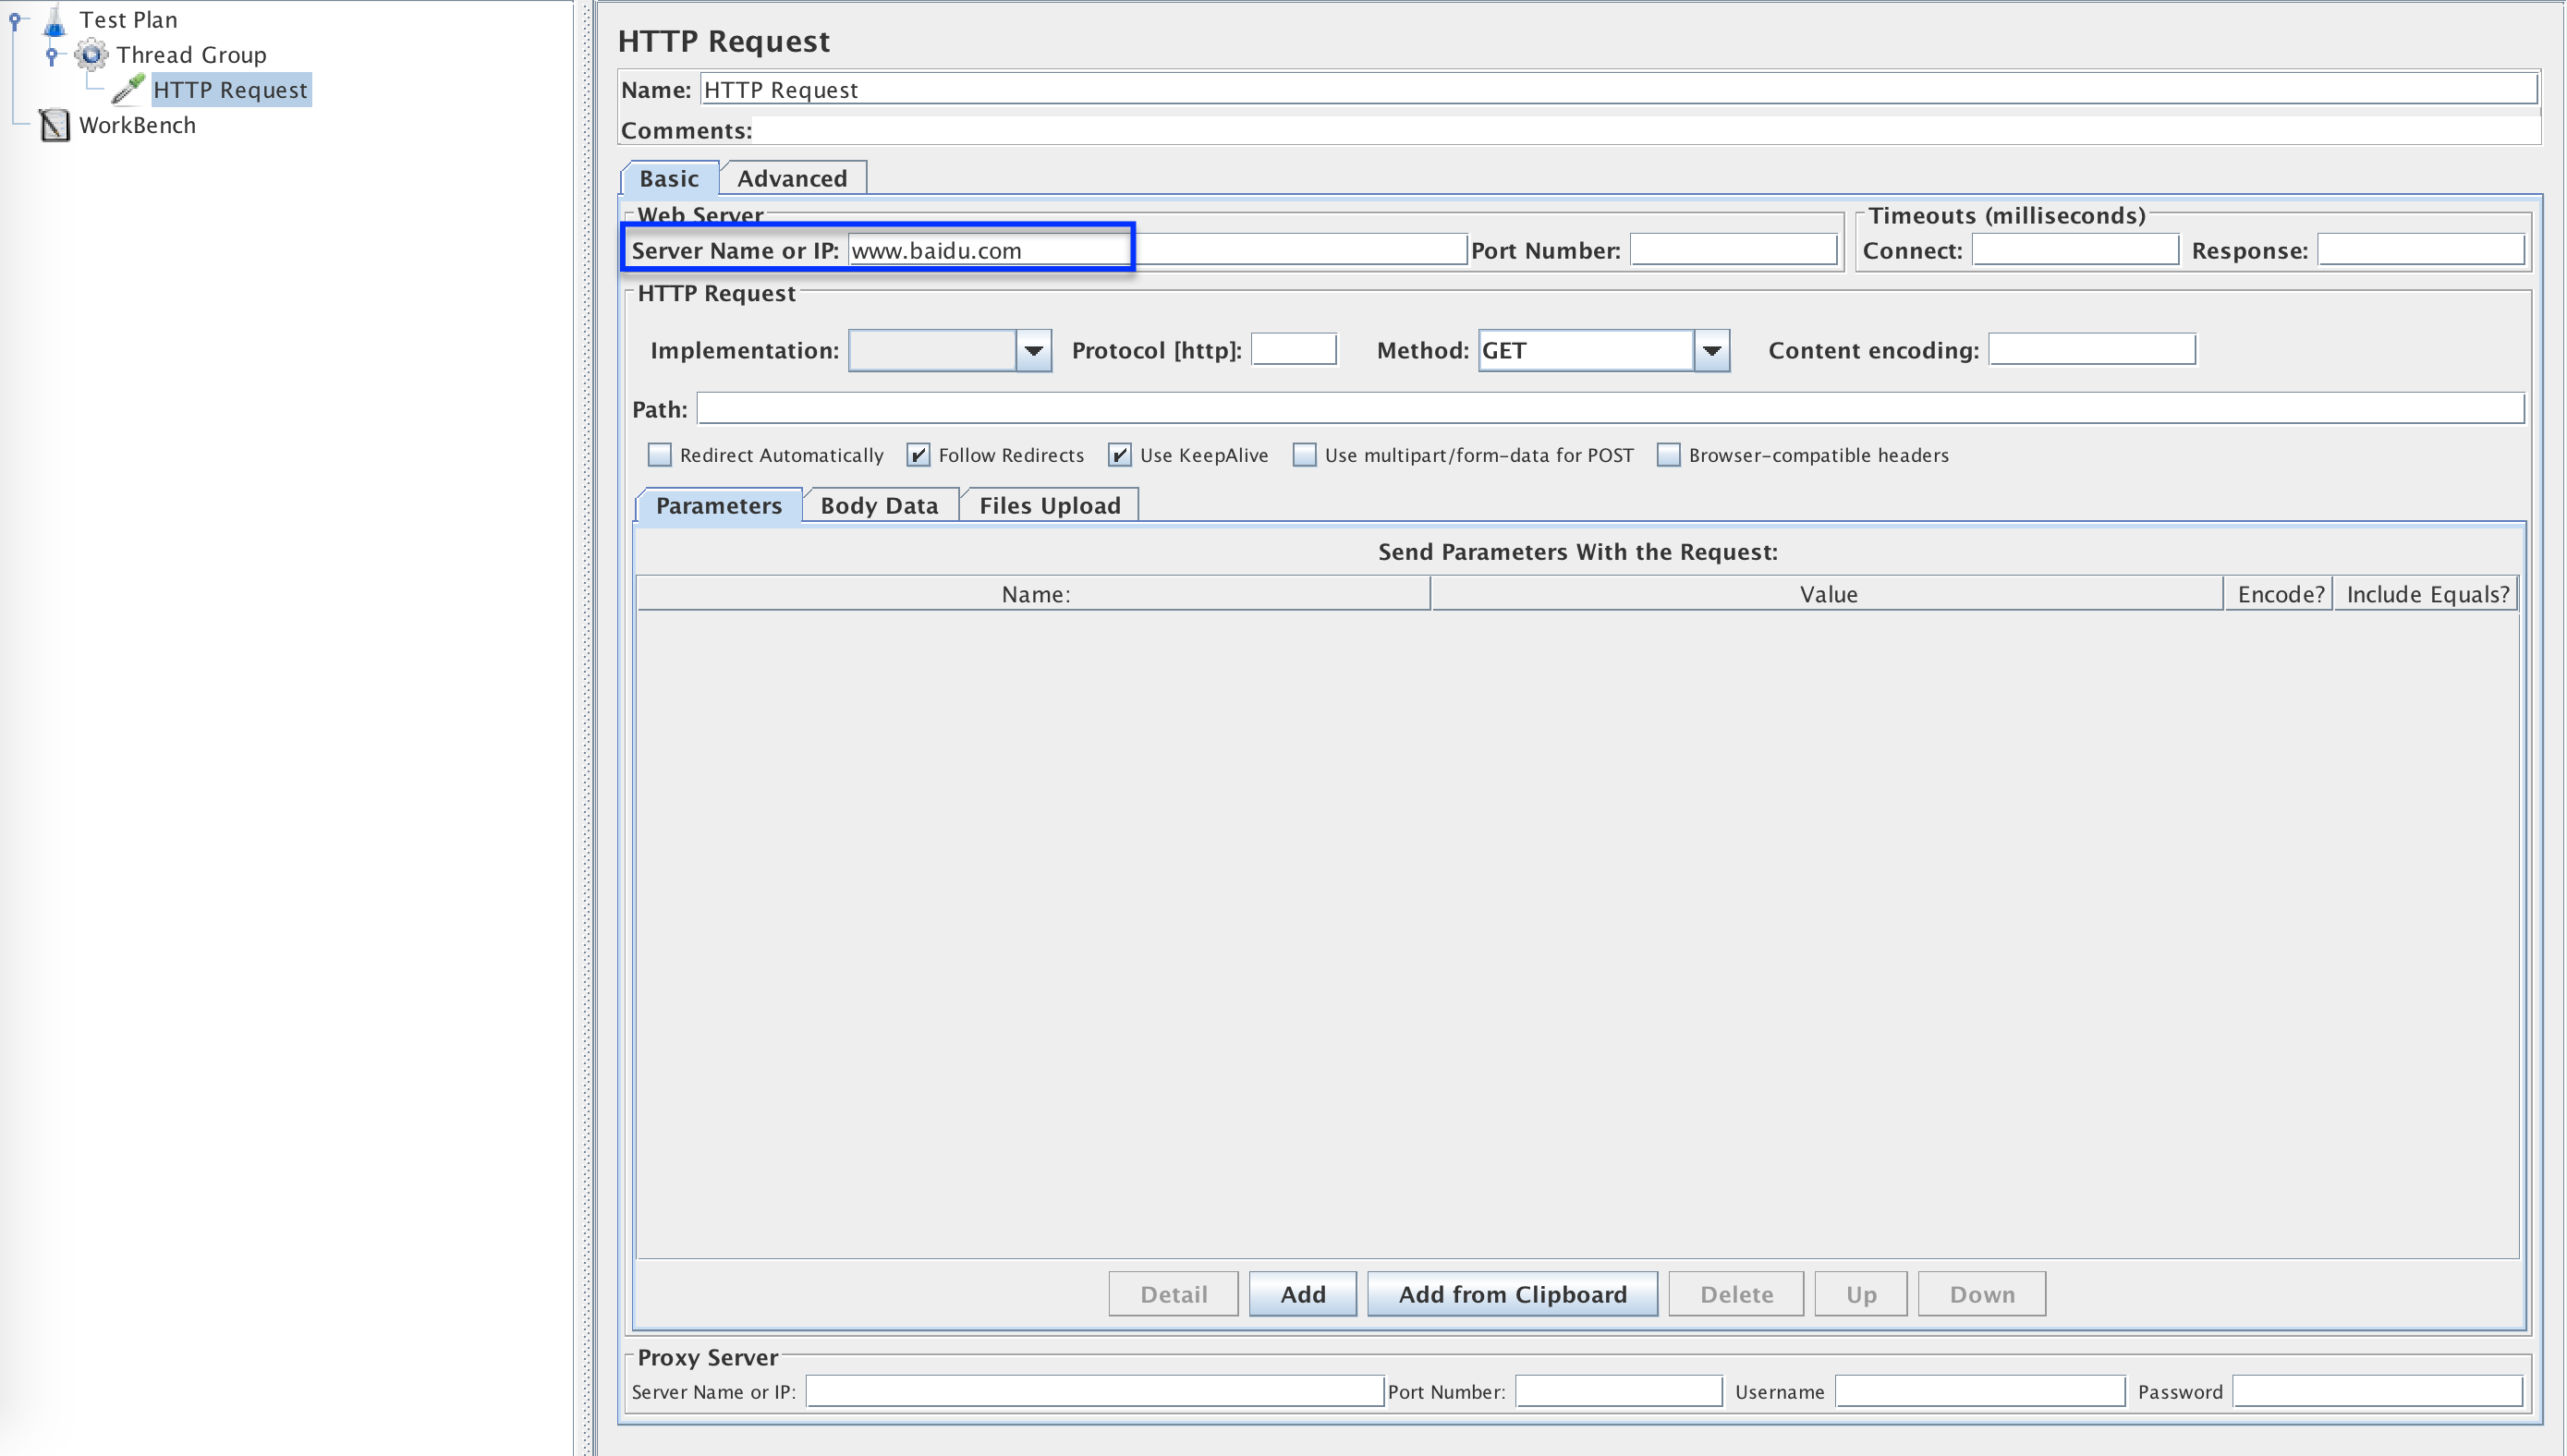 Test Plan
Thread Group
HTTP Request
WorkBench
HTTP Request
Name: HTTP Request
Comments:
Basic Advanced
Web Server Timeouts (milliseconds)
Server Name or IP: www.baidu.com Port Number: Connect: Response:
HTTP Request
Implementation: Protocol [http]: Method: GET Content encoding:
Path:
Redirect Automatically Follow Redirects Use KeepAlive Use multipart/form-data for POST Browser-compatible headers
Parameters Body Data Files Upload
Send Parameters With the Request:
Name: Value Encode? Include Equals?
Detail Add Add from Clipboard Delete Up Down
Proxy Server
Server Name or IP: Port Number: Username Password